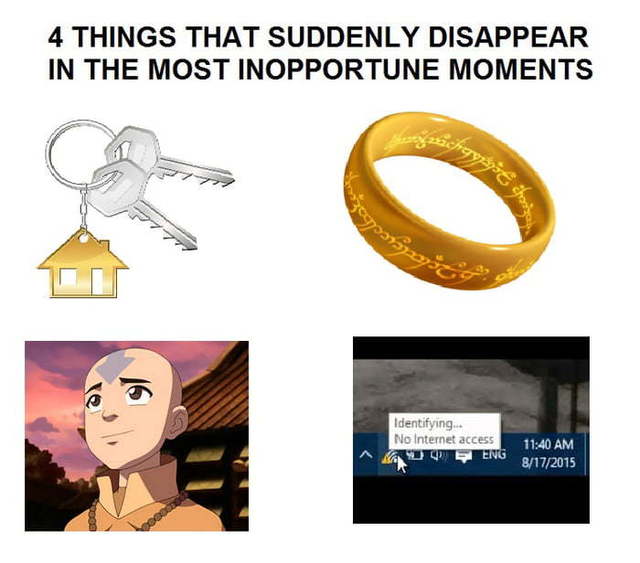 4 THINGS THAT SUDDENLY DISAPPEAR
IN THE MOST INOPPORTUNE MOMENTS
Identifying...
No Internet access
ENG
11:40 AM
8/17/2015